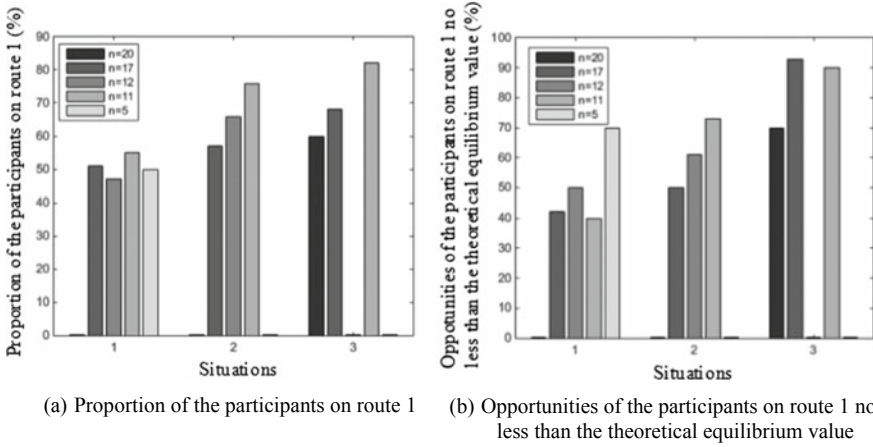 Proportion of the participants on route 1 (%)
90
80
70
60
50
40
30
20
10
0
n=20
n=17
n=12
n=11
n=5
1 2 3
Situations
(a) Proportion of the participants on route 1
Oppotunities of the participants on route 1 no
less than the theoretical equilibrium value (%)
100
90
80
70
60
50
40
30
20
10
0
n=20
n=17
n=12
n=11
n=5
1 2 3
Situations
(b) Opportunities of the participants on route 1 no
less than the theoretical equilibrium value